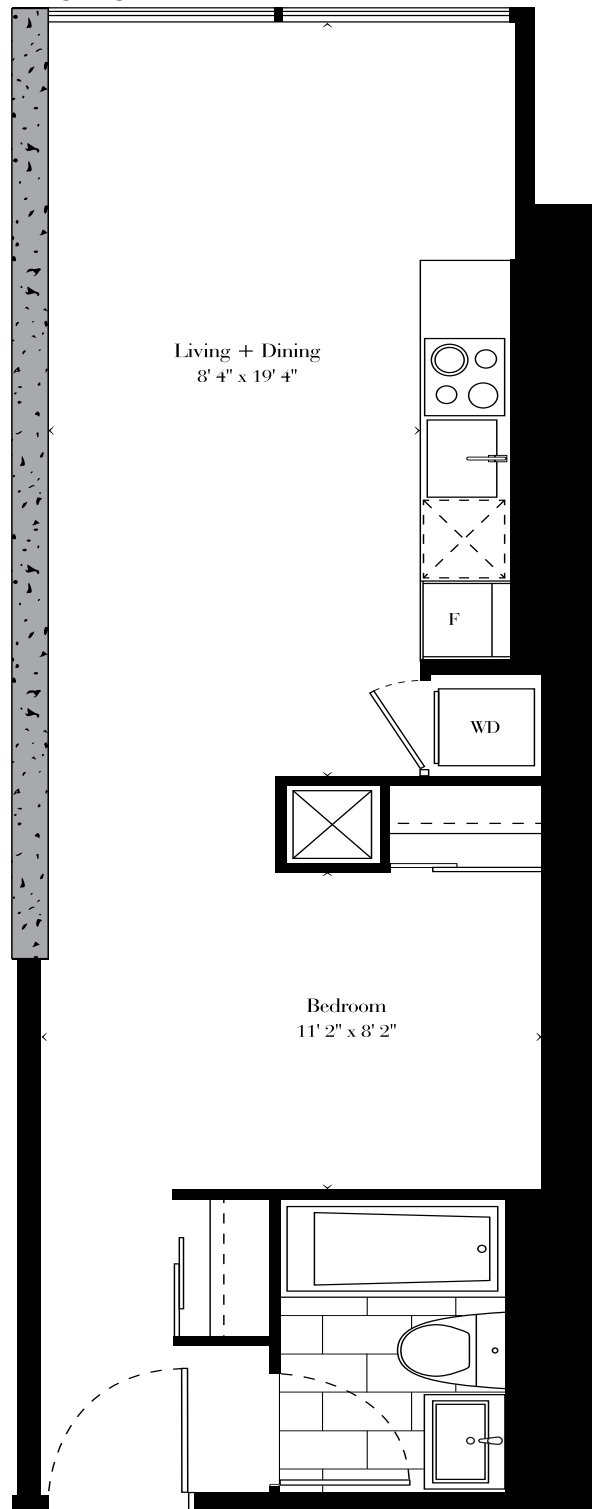 Living + Dining
8' 4" x 19' 4"
F
WD
Bedroom
11' 2" x 8' 2"